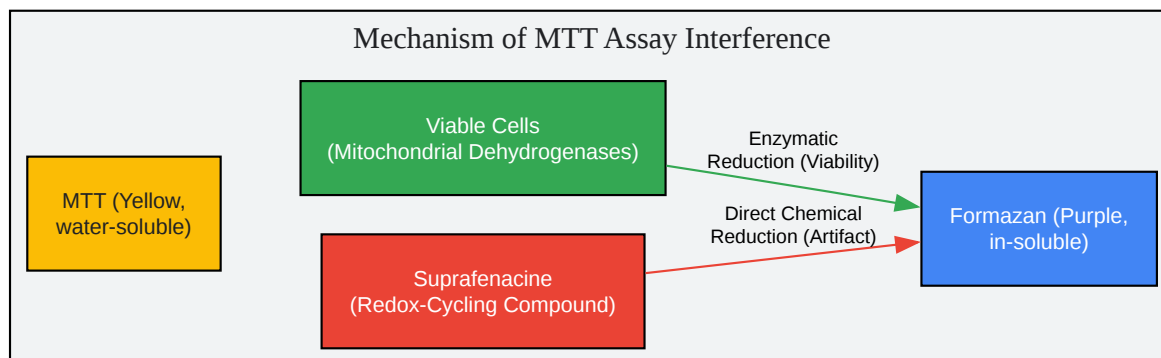 Mechanism of MTT Assay Interference
Viable Cells
(Mitochondrial Dehydrogenases)
Enzymatic
Reduction (Viability)
MTT (Yellow,
water-soluble)
Direct Chemical
Reduction (Artifact)
Formazan (Purple,
in-soluble)
Suprafenacine
(Redox-Cycling Compound)